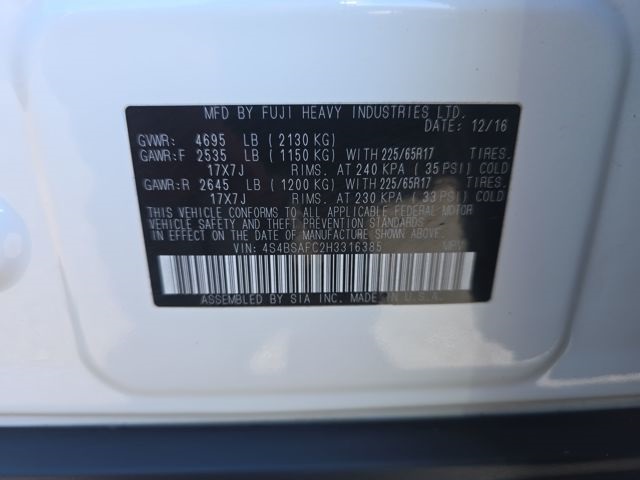 MFD BY FUJI HEAVY INDUSTRIES LTD.
DATE: 12/16
GVWR: 4695 LB ( 2130 KG)
GAWR:F 2535 LB ( 1150 KG) WITH 225/65R17 TIRES.
17X7J RIMS. AT 240 KPA ( 35 PSI) COLD
GAWR:R 2645 LB ( 1200 KG) WITH 225/65R17 TIRES.
17X7J RIMS. AT 230 KPA ( 33 PSI) COLD
THIS VEHICLE CONFORMS TO ALL APPLICABLE FEDERAL MOTOR
VEHICLE SAFETY AND THEFT PREVENTION STANDARDS
IN EFFECT ON THE DATE OF MANUFACTURE SHOWN ABOVE.
VIN: 4S4BSAFC2H3316385 MPV
ASSEMBLED BY SIA INC. MADE IN U.S.A.